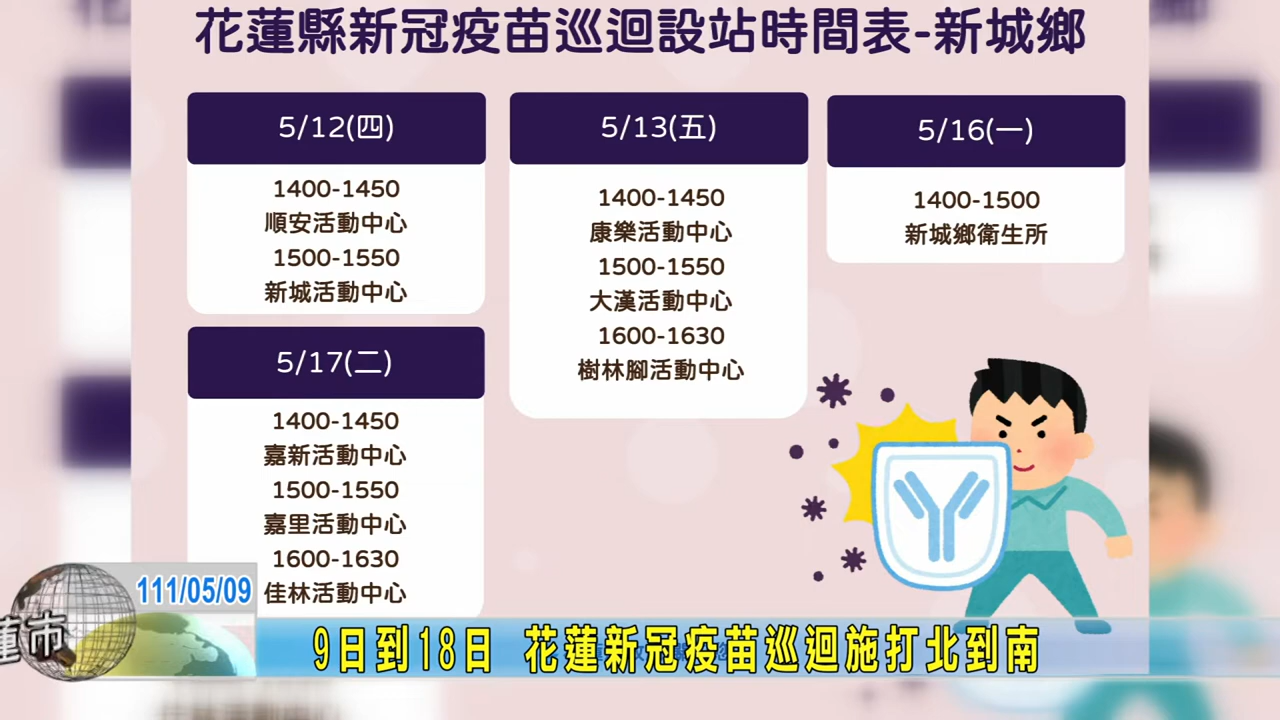 花蓮縣新冠疫苗巡迴設站時間表-新城鄉
5/12(四)
1400-1450
順安活動中心
1500-1550
新城活動中心
5/13(五)
1400-1450
康樂活動中心
1500-1550
大漢活動中心
1600-1630
樹林腳活動中心
5/16(一)
1400-1500
新城鄉衛生所
5/17(二)
1400-1450
嘉新活動中心
1500-1550
嘉里活動中心
1600-1630
佳林活動中心
111/05/09
蓮市
9日到18日 花蓮新冠疫苗巡迴施打北到南